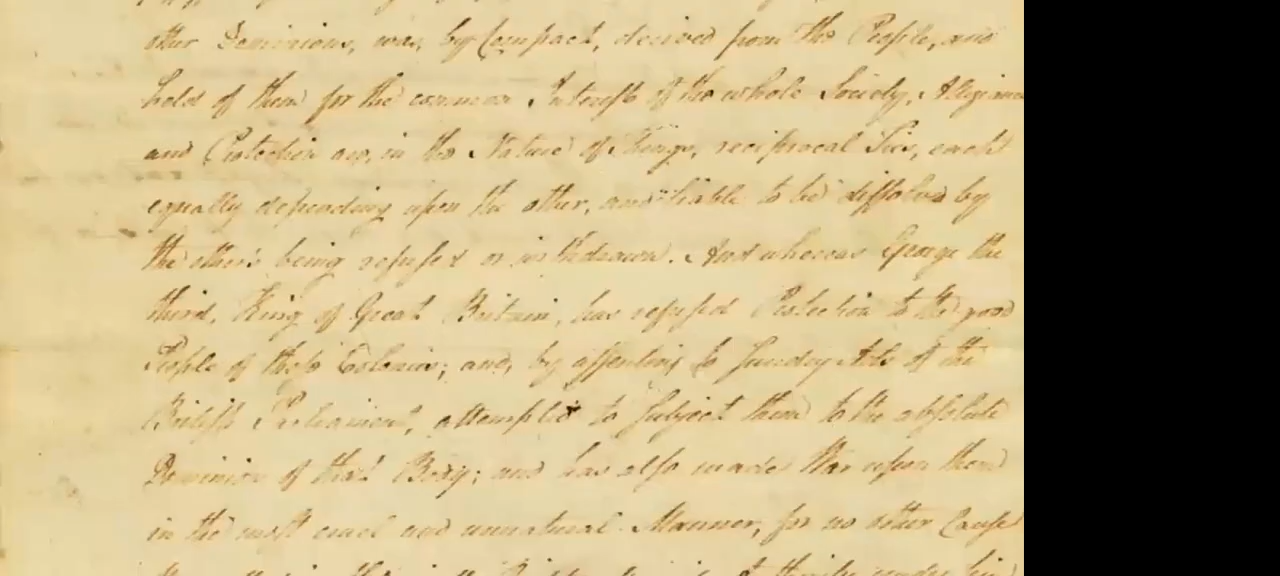 other Dominions, was, by Compact, derived from the People, and
held of them for the common Interest of the whole Society, Allegiance
and Protection are, in the Nature of Things, reciprocal Ties, each
equally depending upon the other, and liable to be dissolved by
the other's being refused or withdrawn. And whereas George the
third, King of Great Britain, has refused Protection to the good
People of these Colonies; and, by assenting to sundry Acts of the
British Parliament, attempted to subject them to the absolute
Dominion of that Body; and has also made War upon them
in the most cruel and unnatural Manner, for no other Cause